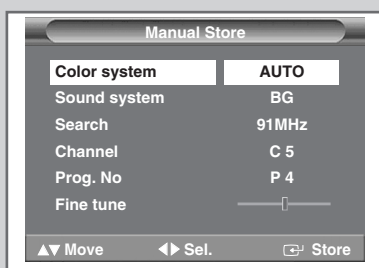 Manual Store
Color system AUTO
Sound system BG
Search 91MHz
Channel C 5
Prog. No P 4
Fine tune
▲▼ Move ◀▶ Sel. Store